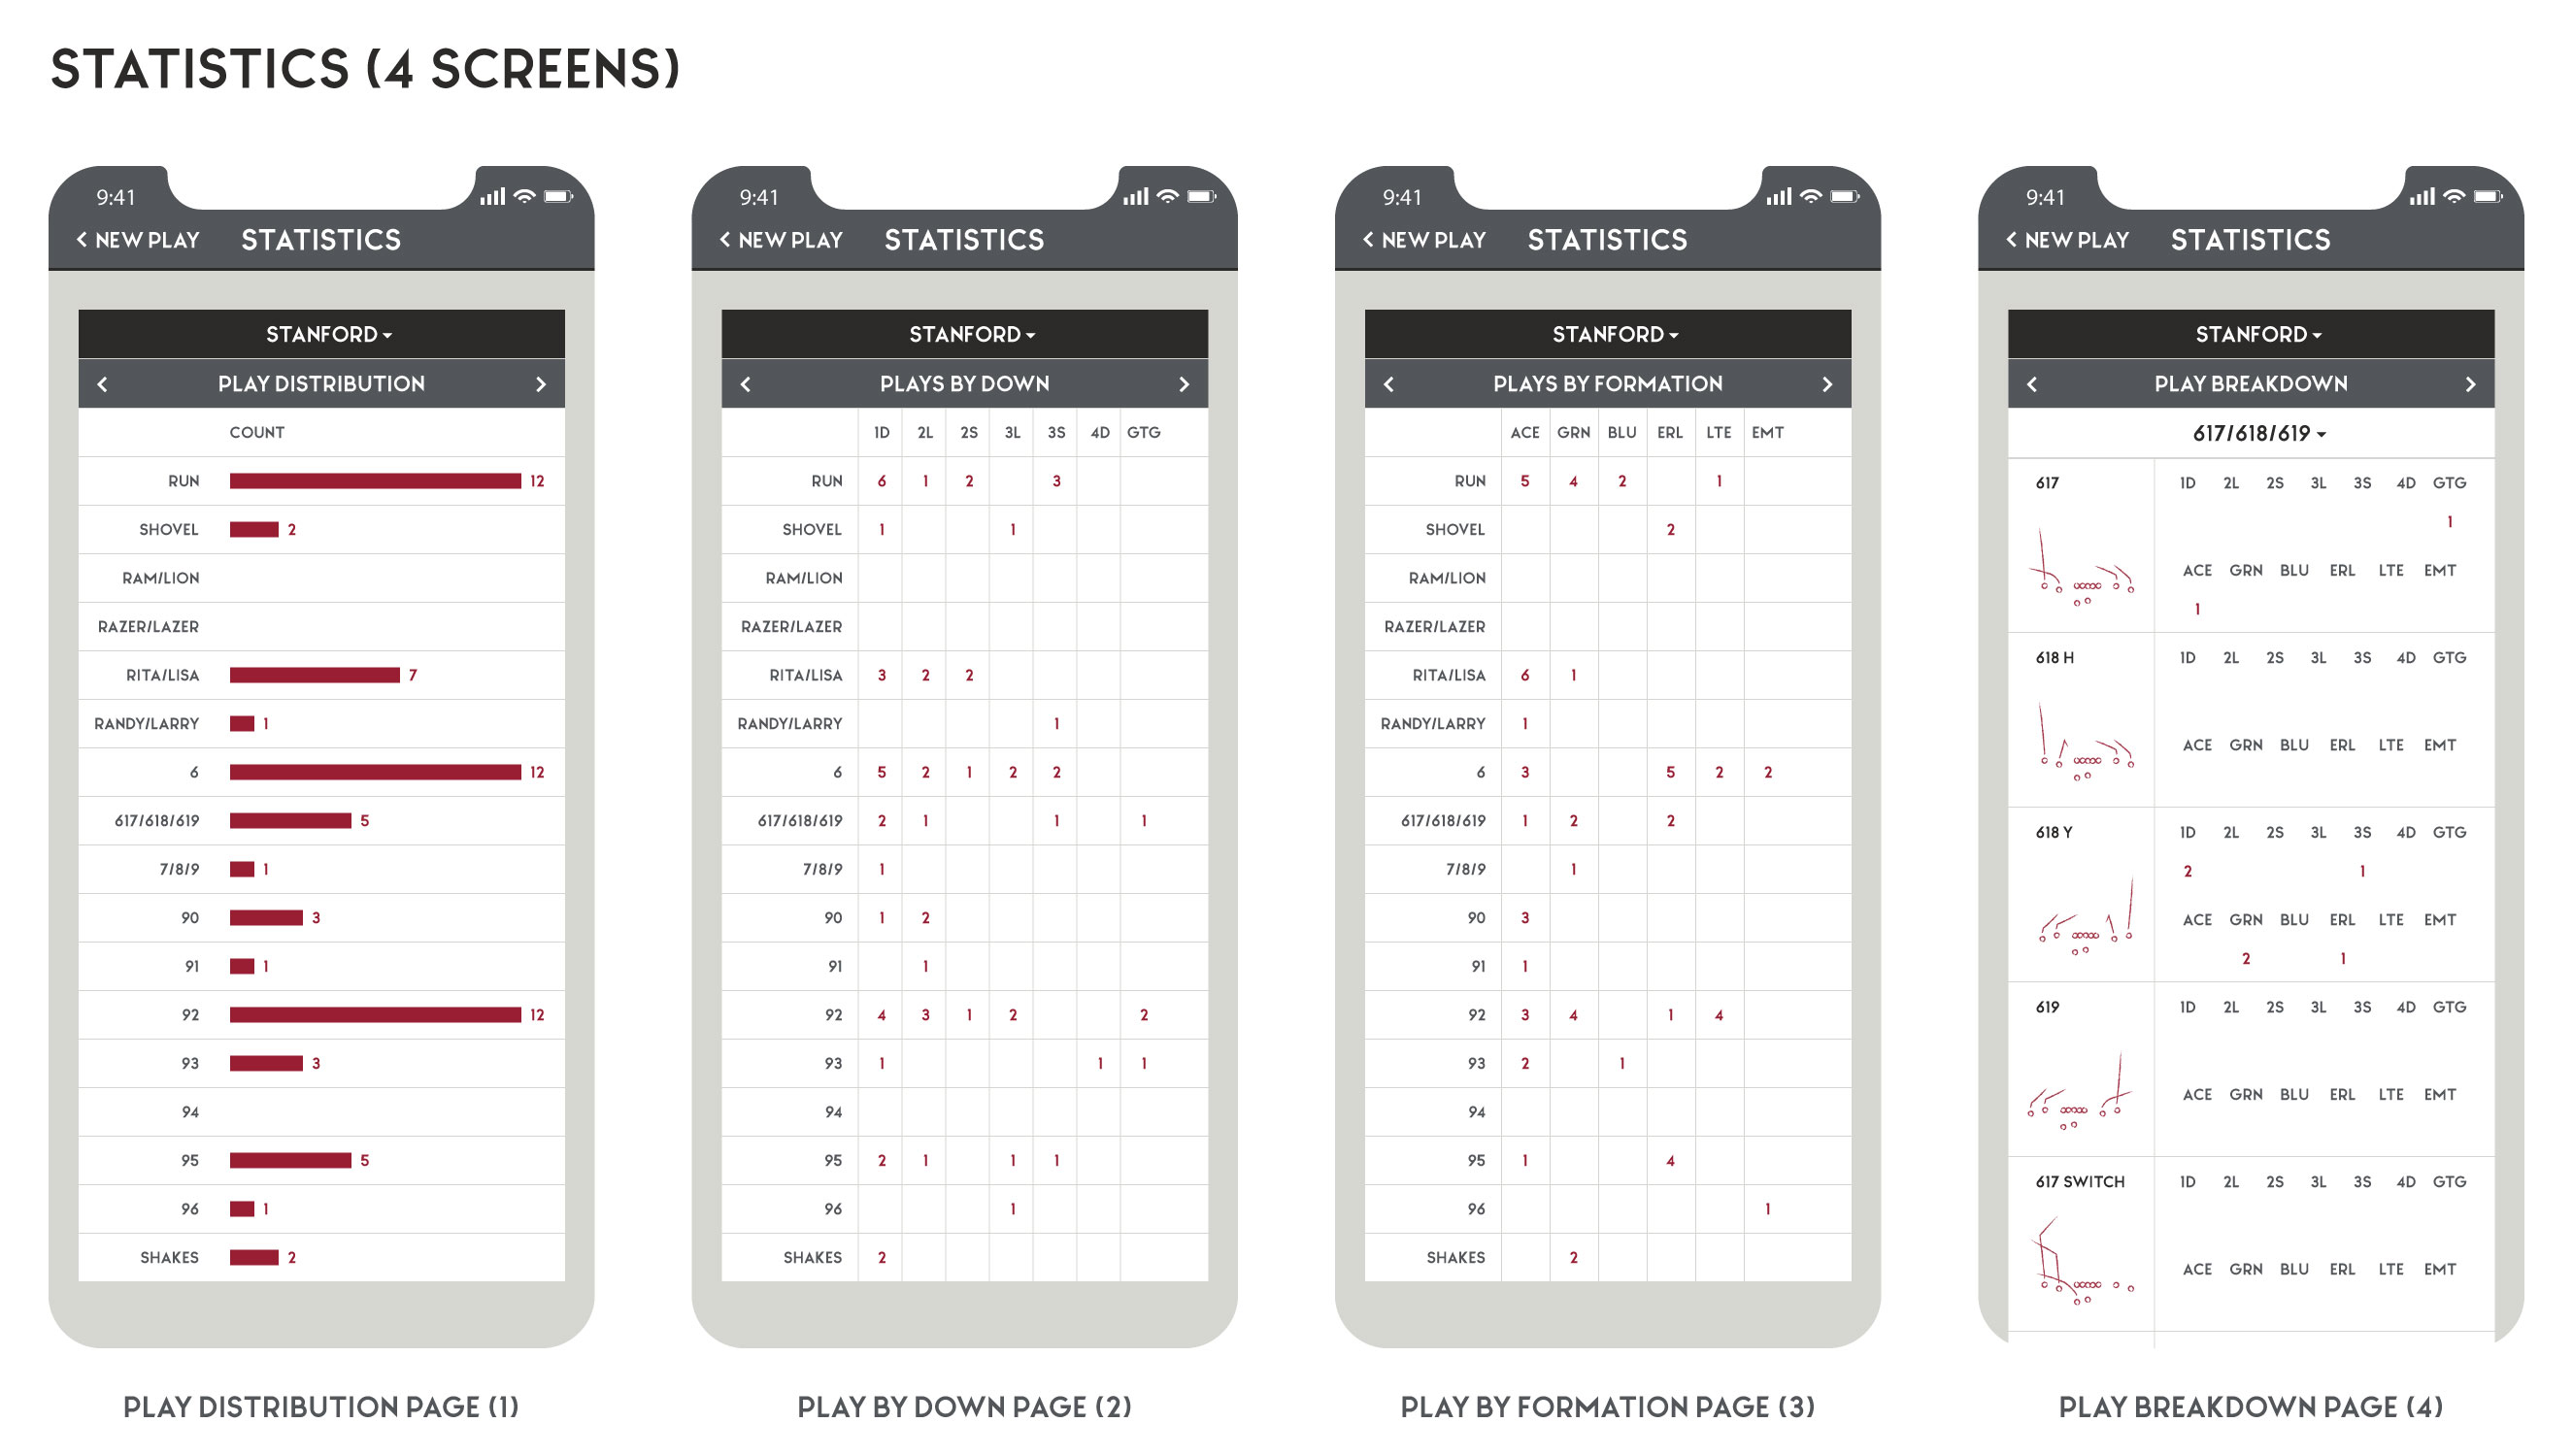 STATISTICS (4 SCREENS)
9:41
< NEW PLAY STATISTICS
STANFORD
< PLAY DISTRIBUTION >
COUNT
RUN 12
SHOVEL 2
RAM/LION
RAZER/LAZER
RITA/LISA 7
RANDY/LARRY 1
6 12
617/618/619 5
7/8/9 1
90 3
91 1
92 12
93 3
94
95 5
96 1
SHAKES 2
PLAY DISTRIBUTION PAGE (1)
9:41
< NEW PLAY STATISTICS
STANFORD
< PLAYS BY DOWN >
1D 2L 2S 3L 3S 4D GTG
RUN 6 1 2 3
SHOVEL 1 1
RAM/LION
RAZER/LAZER
RITA/LISA 3 2 2
RANDY/LARRY 1
6 5 2 1 2 2
617/618/619 2 1 1 1
7/8/9 1
90 1 2
91 1
92 4 3 1 2 2
93 1 1 1
94
95 2 1 1 1
96 1
SHAKES 2
PLAY BY DOWN PAGE (2)
9:41
< NEW PLAY STATISTICS
STANFORD
< PLAYS BY FORMATION >
ACE GRN BLU ERL LTE EMT
RUN 5 4 2 1
SHOVEL 2
RAM/LION
RAZER/LAZER
RITA/LISA 6 1
RANDY/LARRY 1
6 3 5 2 2
617/618/619 1 2 2
7/8/9 1
90 3
91 1
92 3 4 1 4
93 2 1
94
95 1 4
96 1
SHAKES 2
PLAY BY FORMATION PAGE (3)
9:41
< NEW PLAY STATISTICS
STANFORD
< PLAY BREAKDOWN >
617/618/619
617 1D 2L 2S 3L 3S 4D GTG
1
ACE GRN BLU ERL LTE EMT
1
618 H 1D 2L 2S 3L 3S 4D GTG
ACE GRN BLU ERL LTE EMT
618 Y 1D 2L 2S 3L 3S 4D GTG
2 1
ACE GRN BLU ERL LTE EMT
2 1
619 1D 2L 2S 3L 3S 4D GTG
ACE GRN BLU ERL LTE EMT
617 SWITCH 1D 2L 2S 3L 3S 4D GTG
ACE GRN BLU ERL LTE EMT
PLAY BREAKDOWN PAGE (4)